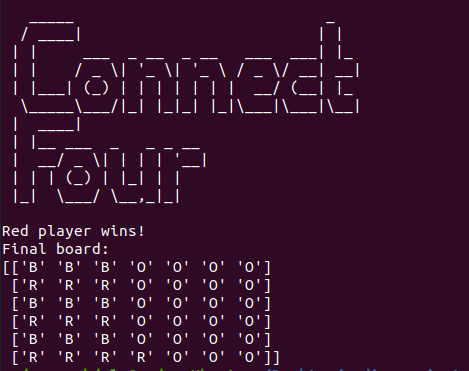 Connect
Four
Red player wins!
Final board:
[['B' 'B' 'B' 'O' 'O' 'O' 'O']
['R' 'R' 'R' 'O' 'O' 'O' 'O']
['B' 'B' 'B' 'O' 'O' 'O' 'O']
['R' 'R' 'R' 'O' 'O' 'O' 'O']
['B' 'B' 'B' 'O' 'O' 'O' 'O']
['R' 'R' 'R' 'R' 'O' 'O' 'O']]